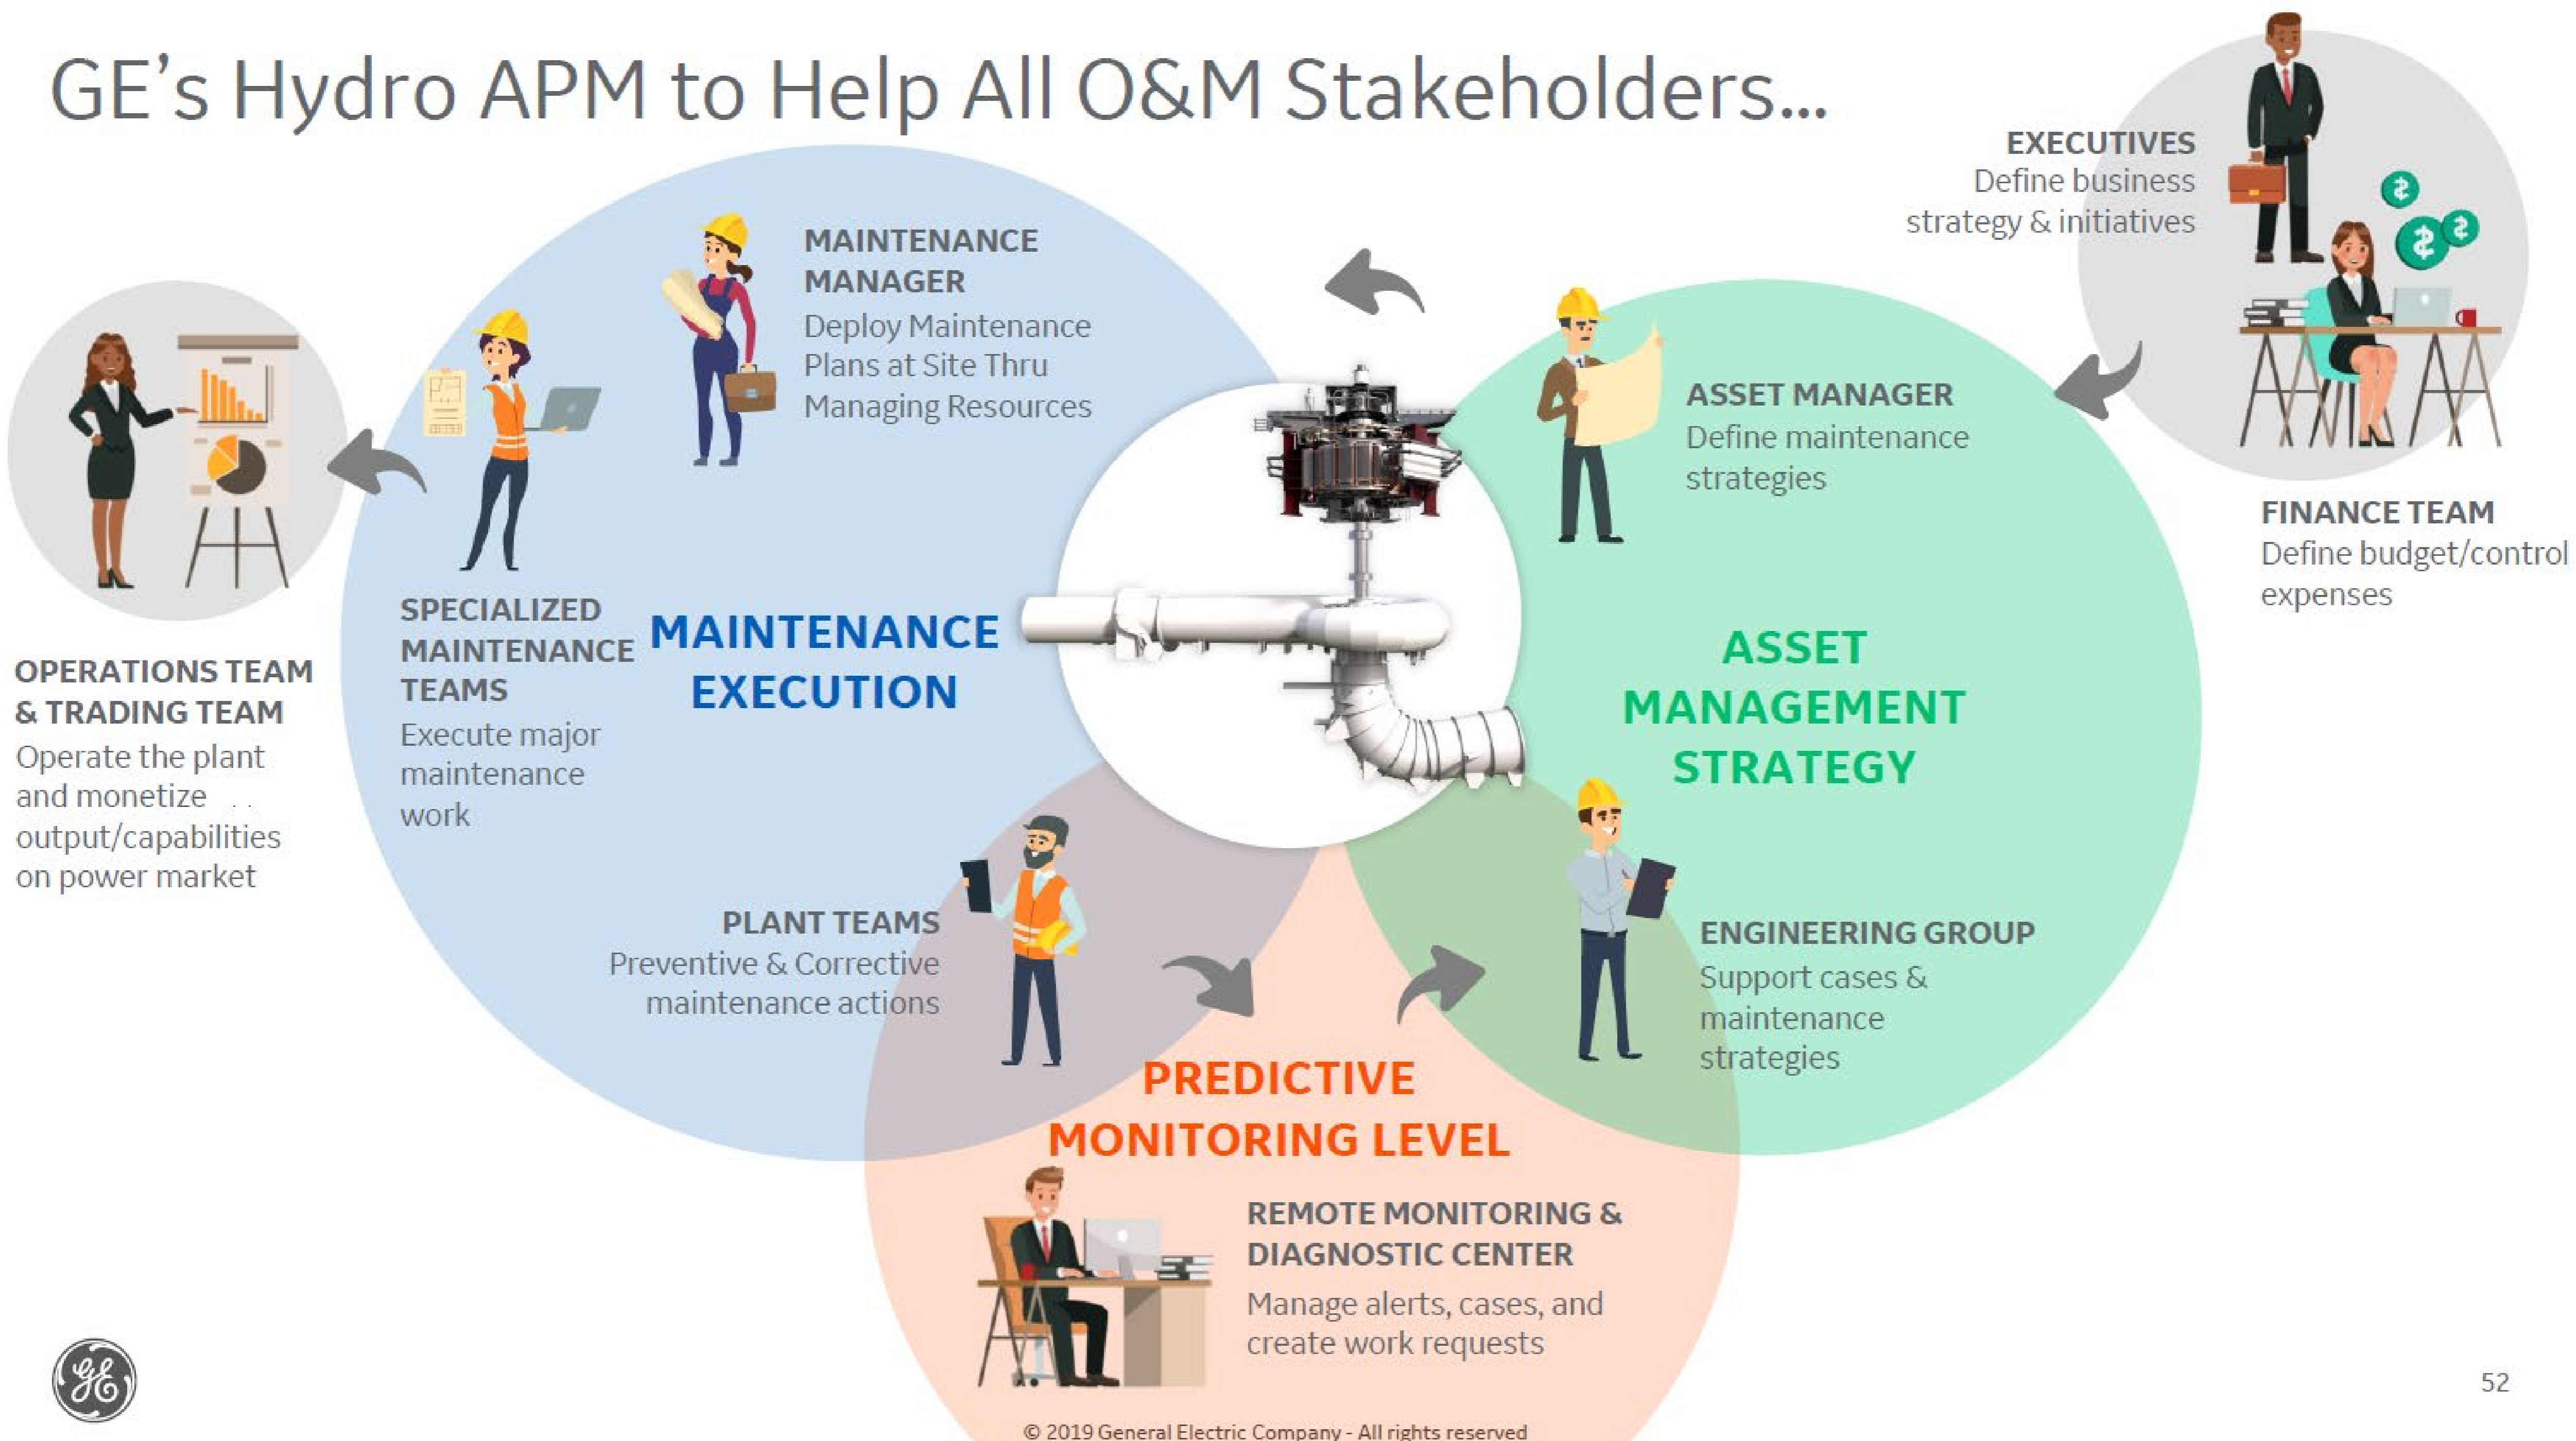 GE's Hydro APM to Help All O&M Stakeholders...
EXECUTIVES
Define business
strategy & initiatives
MAINTENANCE
MANAGER
Deploy Maintenance
Plans at Site Thru
Managing Resources
ASSET MANAGER
Define maintenance
strategies
FINANCE TEAM
Define budget/control
expenses
OPERATIONS TEAM
& TRADING TEAM
Operate the plant
and monetize ..
output/capabilities
on power market
SPECIALIZED
MAINTENANCE
TEAMS
Execute major
maintenance
work
MAINTENANCE
EXECUTION
ASSET
MANAGEMENT
STRATEGY
PLANT TEAMS
Preventive & Corrective
maintenance actions
ENGINEERING GROUP
Support cases &
maintenance
strategies
PREDICTIVE
MONITORING LEVEL
REMOTE MONITORING &
DIAGNOSTIC CENTER
Manage alerts, cases, and
create work requests
GE
52
© 2019 General Electric Company - All rights reserved